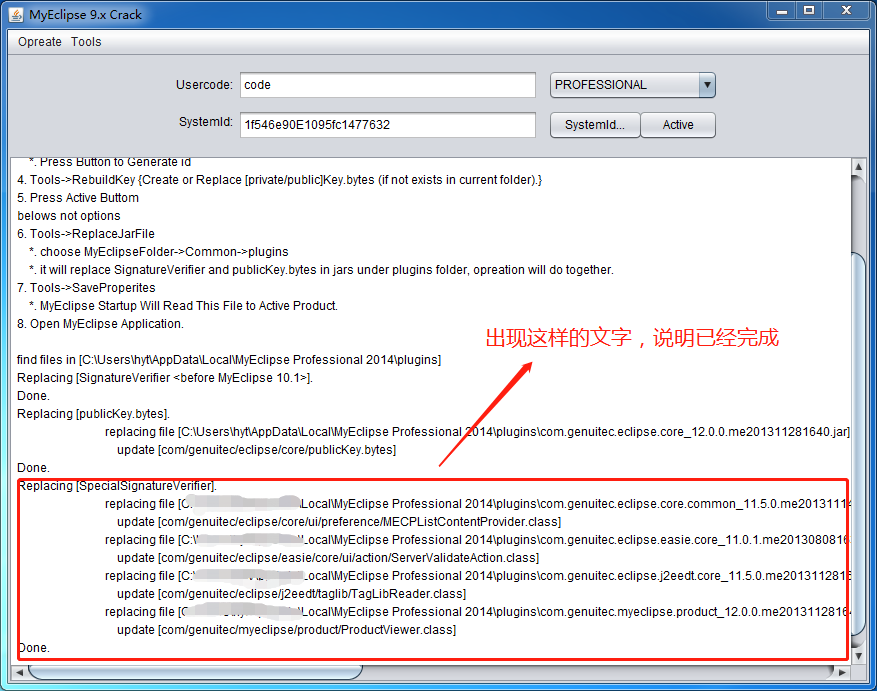 MyEclipse 9.x Crack
Opreate Tools
Usercode: code PROFESSIONAL
SystemId: 1f546e90E1095fc1477632 SystemId... Active
*. Press Button to Generate id
4. Tools->RebuildKey {Create or Replace [private/public]Key.bytes (if not exists in current folder).}
5. Press Active Buttom
belows not options
6. Tools->ReplaceJarFile
*. choose MyEclipseFolder->Common->plugins
*. it will replace SignatureVerifier and publicKey.bytes in jars under plugins folder, opreation will do together.
7. Tools->SaveProperites
*. MyEclipse Startup Will Read This File to Active Product.
8. Open MyEclipse Application.
出现这样的文字，说明已经完成
find files in [C:\Users\hyt\AppData\Local\MyEclipse Professional 2014\plugins]
Replacing [SignatureVerifier <before MyEclipse 10.1>].
Done.
Replacing [publicKey.bytes].
replacing file [C:\Users\hyt\AppData\Local\MyEclipse Professional 2014\plugins\com.genuitec.eclipse.core_12.0.0.me201311281640.jar]
update [com/genuitec/eclipse/core/publicKey.bytes]
Done.
Replacing [SpecialSignatureVerifier].
replacing file [C: \Local\MyEclipse Professional 2014\plugins\com.genuitec.eclipse.core.common_11.5.0.me20131114
update [com/genuitec/eclipse/core/ui/preference/MECPListContentProvider.class]
replacing file [C:\ Local\MyEclipse Professional 2014\plugins\com.genuitec.eclipse.easie.core_11.0.1.me2013080816
update [com/genuitec/eclipse/easie/core/ui/action/ServerValidateAction.class]
replacing file [C:\ Local\MyEclipse Professional 2014\plugins\com.genuitec.eclipse.j2eedt.core_11.5.0.me2013112816
update [com/genuitec/eclipse/j2eedt/taglib/TagLibReader.class]
replacing file [C: \Local\MyEclipse Professional 2014\plugins\com.genuitec.myeclipse.product_12.0.0.me2013112816
update [com/genuitec/myeclipse/product/ProductViewer.class]
Done.